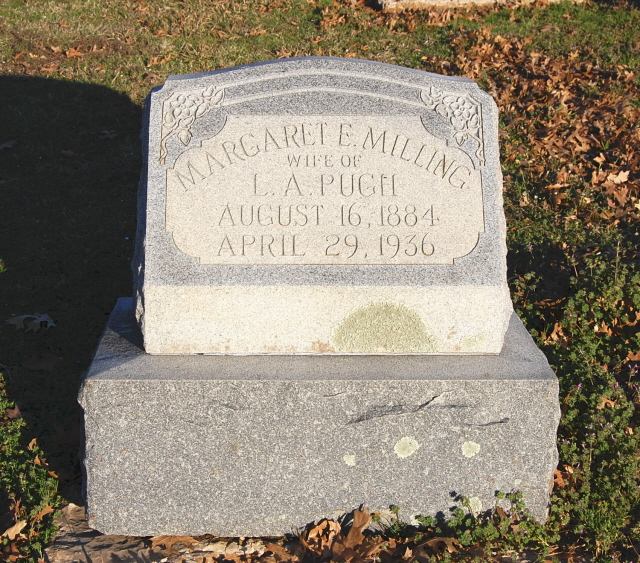 MARGARET E. MILLING
WIFE OF
L. A. PUGH
AUGUST 16, 1884
APRIL 29, 1936